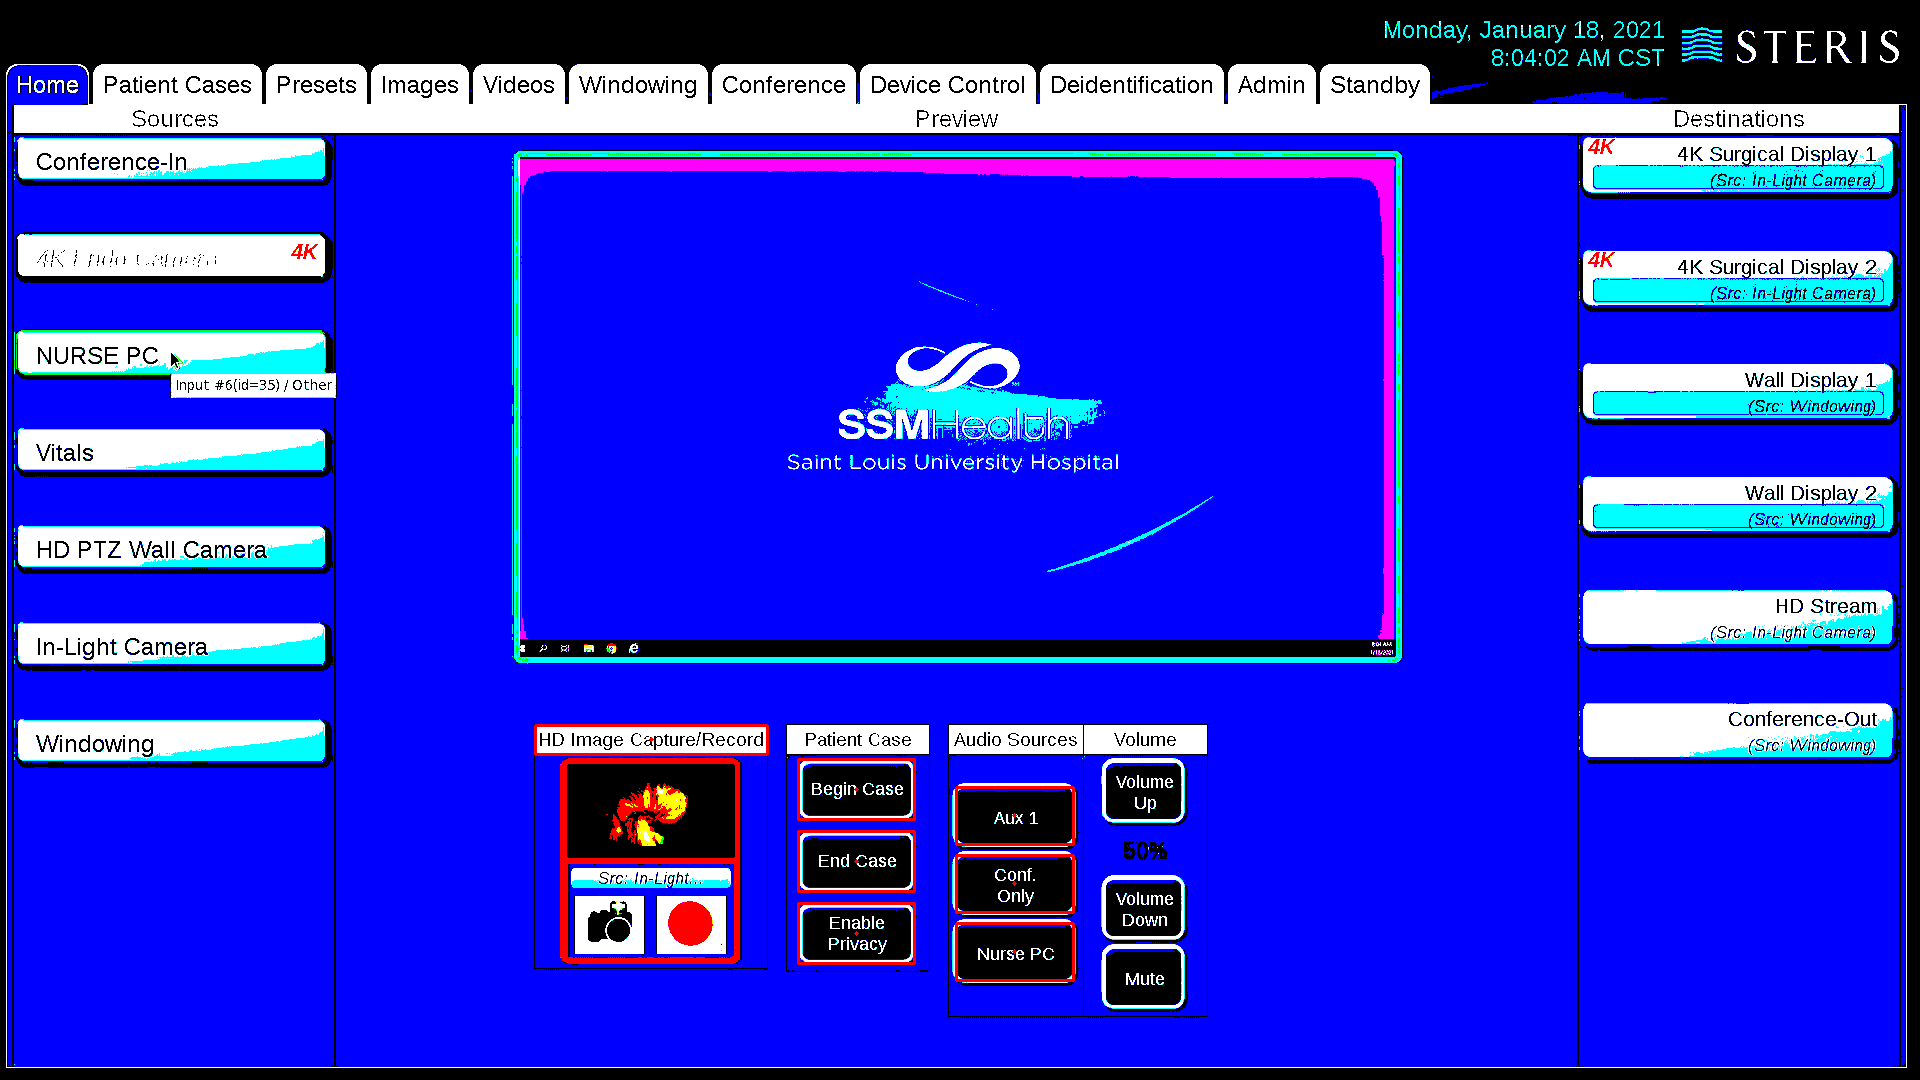 Monday, January 18, 2021
8:04:02 AM CST
STERIS
Home
Patient Cases
Presets
Images
Videos
Windowing
Conference
Device Control
Deidentification
Admin
Standby
Sources
Preview
Destinations
Conference-In
4K Endo Camera
4K
NURSE PC
Input #6(id=35) / Other
Vitals
HD PTZ Wall Camera
In-Light Camera
Windowing
SSMHealth
Saint Louis University Hospital
8:04 AM
1/18/2021
4K
4K Surgical Display 1
(Src: In-Light Camera)
4K
4K Surgical Display 2
(Src: In-Light Camera)
Wall Display 1
(Src: Windowing)
Wall Display 2
(Src: Windowing)
HD Stream
(Src: In-Light Camera)
Conference-Out
(Src: Windowing)
HD Image Capture/Record
Src: In-Light...
Patient Case
Begin Case
End Case
Enable
Privacy
Audio Sources
Aux 1
Conf.
Only
Nurse PC
Volume
Volume
Up
50%
Volume
Down
Mute